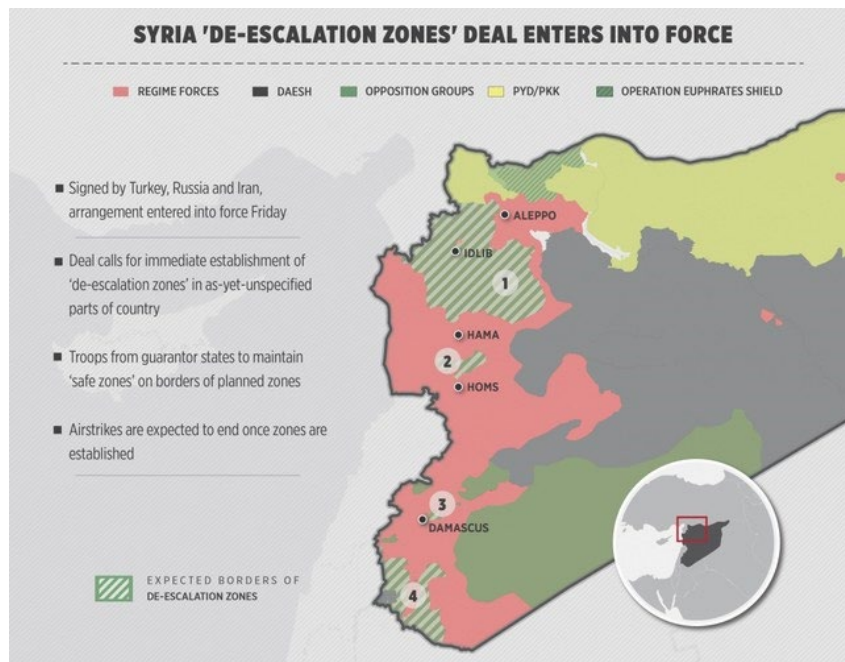 SYRIA 'DE-ESCALATION ZONES' DEAL ENTERS INTO FORCE
REGIME FORCES
DAESH
OPPOSITION GROUPS
PYD/PKK
OPERATION EUPHRATES SHIELD
Signed by Turkey, Russia and Iran,
arrangement entered into force Friday
Deal calls for immediate establishment of
'de-escalation zones' in as-yet-unspecified
parts of country
Troops from guarantor states to maintain
'safe zones' on borders of planned zones
Airstrikes are expected to end once zones are
established
ALEPPO
IDLIB
1
HAMA
2
HOMS
3
DAMASCUS
4
EXPECTED BORDERS OF
DE-ESCALATION ZONES